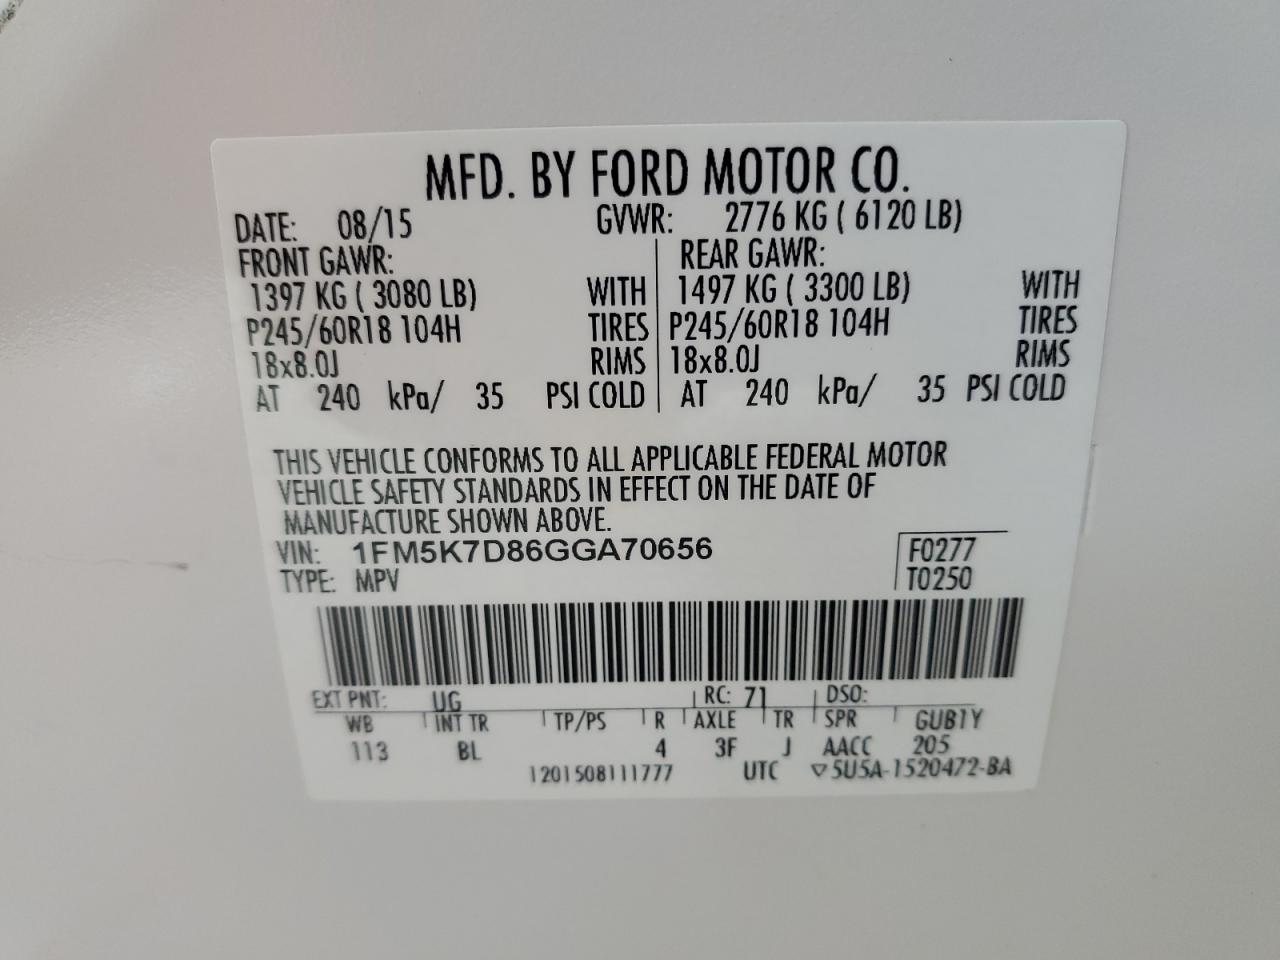 MFD. BY FORD MOTOR CO.
DATE: 08/15 GVWR: 2776 KG ( 6120 LB)
FRONT GAWR: REAR GAWR:
1397 KG ( 3080 LB) WITH 1497 KG ( 3300 LB) WITH
P245/60R18 104H TIRES P245/60R18 104H TIRES
18x8.0J RIMS 18x8.0J RIMS
AT 240 kPa/ 35 PSI COLD AT 240 kPa/ 35 PSI COLD
THIS VEHICLE CONFORMS TO ALL APPLICABLE FEDERAL MOTOR
VEHICLE SAFETY STANDARDS IN EFFECT ON THE DATE OF
MANUFACTURE SHOWN ABOVE.
VIN: 1FM5K7D86GGA70656 F0277
TYPE: MPV T0250
EXT PNT: UG RC: 71 DSO:
WB INT TR TP/PS R AXLE TR SPR GUB1Y
113 BL 4 3F J AACC 205
1201508111777 UTC ▽5U5A-1520472-BA